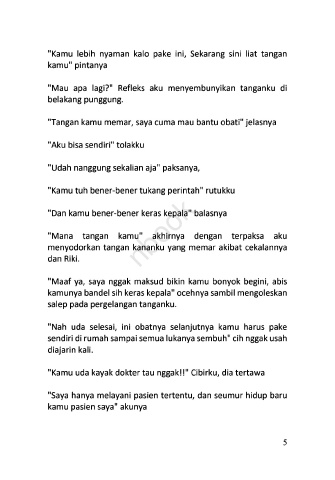 "Kamu lebih nyaman kalo pake ini, Sekarang sini liat tangan
kamu" pintanya
"Mau apa lagi?" Refleks aku menyembunyikan tanganku di
belakang punggung.
"Tangan kamu memar, saya cuma mau bantu obati" jelasnya
"Aku bisa sendiri" tolakku
"Udah nanggung sekalian aja" paksanya,
"Kamu tuh bener-bener tukang perintah" rutukku
"Dan kamu bener-bener keras kepala" balasnya
"Mana tangan kamu" akhirnya dengan terpaksa aku
menyodorkan tangan kananku yang memar akibat cekalannya
dan Riki.
"Maaf ya, saya nggak maksud bikin kamu bonyok begini, abis
kamunya bandel sih keras kepala" ocehnya sambil mengoleskan
salep pada pergelangan tanganku.
"Nah uda selesai, ini obatnya selanjutnya kamu harus pake
sendiri di rumah sampai semua lukanya sembuh" cih nggak usah
diajarin kali.
"Kamu uda kayak dokter tau nggak!!" Cibirku, dia tertawa
"Saya hanya melayani pasien tertentu, dan seumur hidup baru
kamu pasien saya" akunya
5